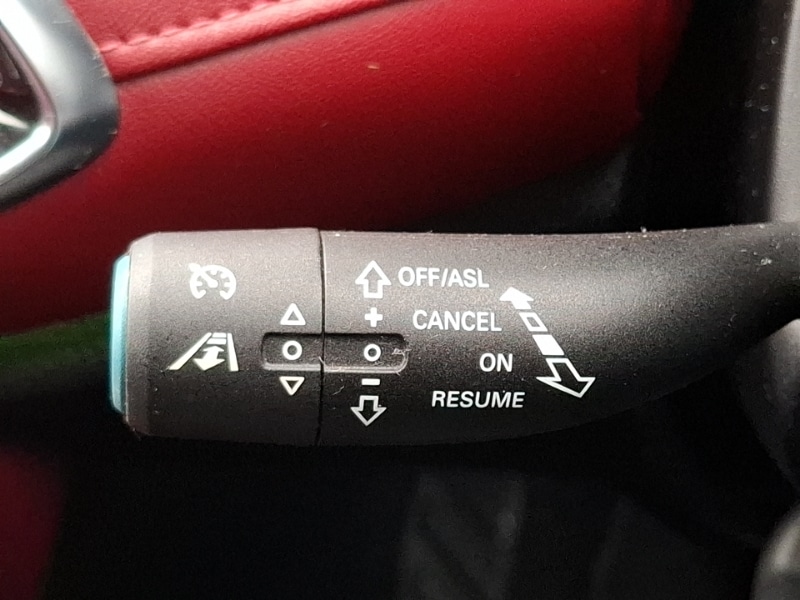 OFF/ASL
+
CANCEL
ON
-
RESUME